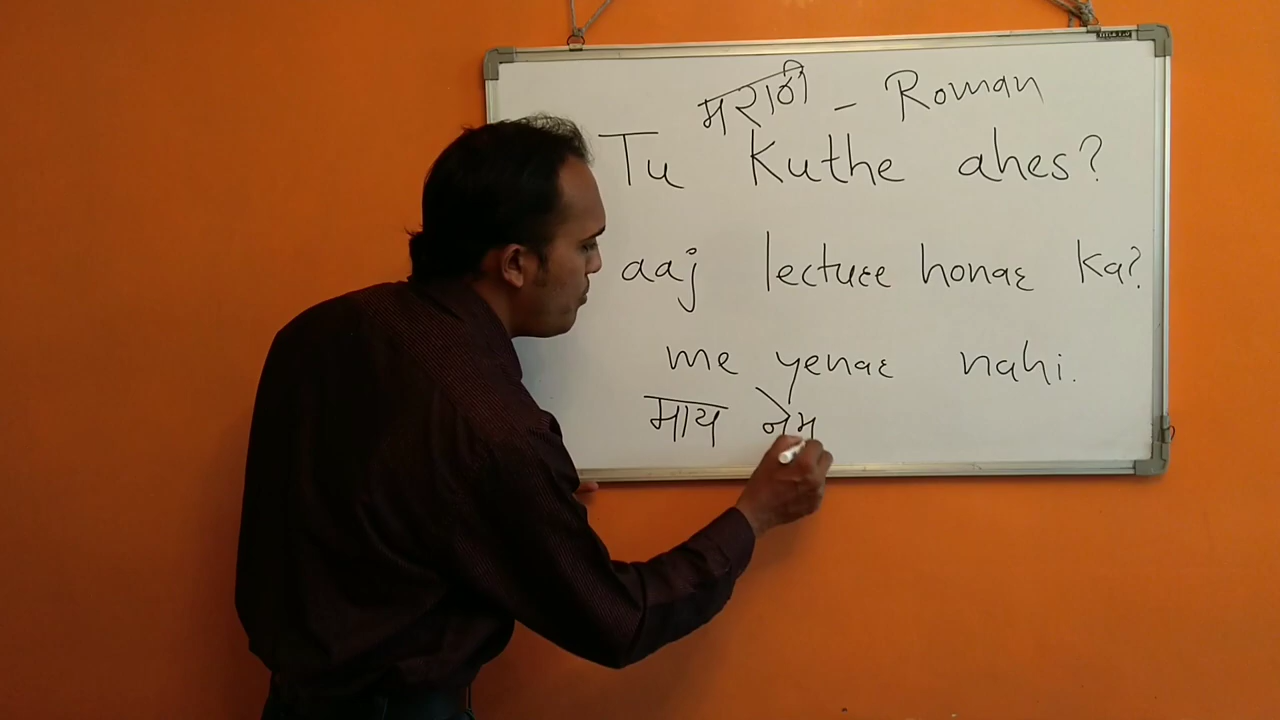 मराठी - Roman
Tu Kuthe ahes?
aaj lecture honar ka?
me yenar nahi.
माय नेम